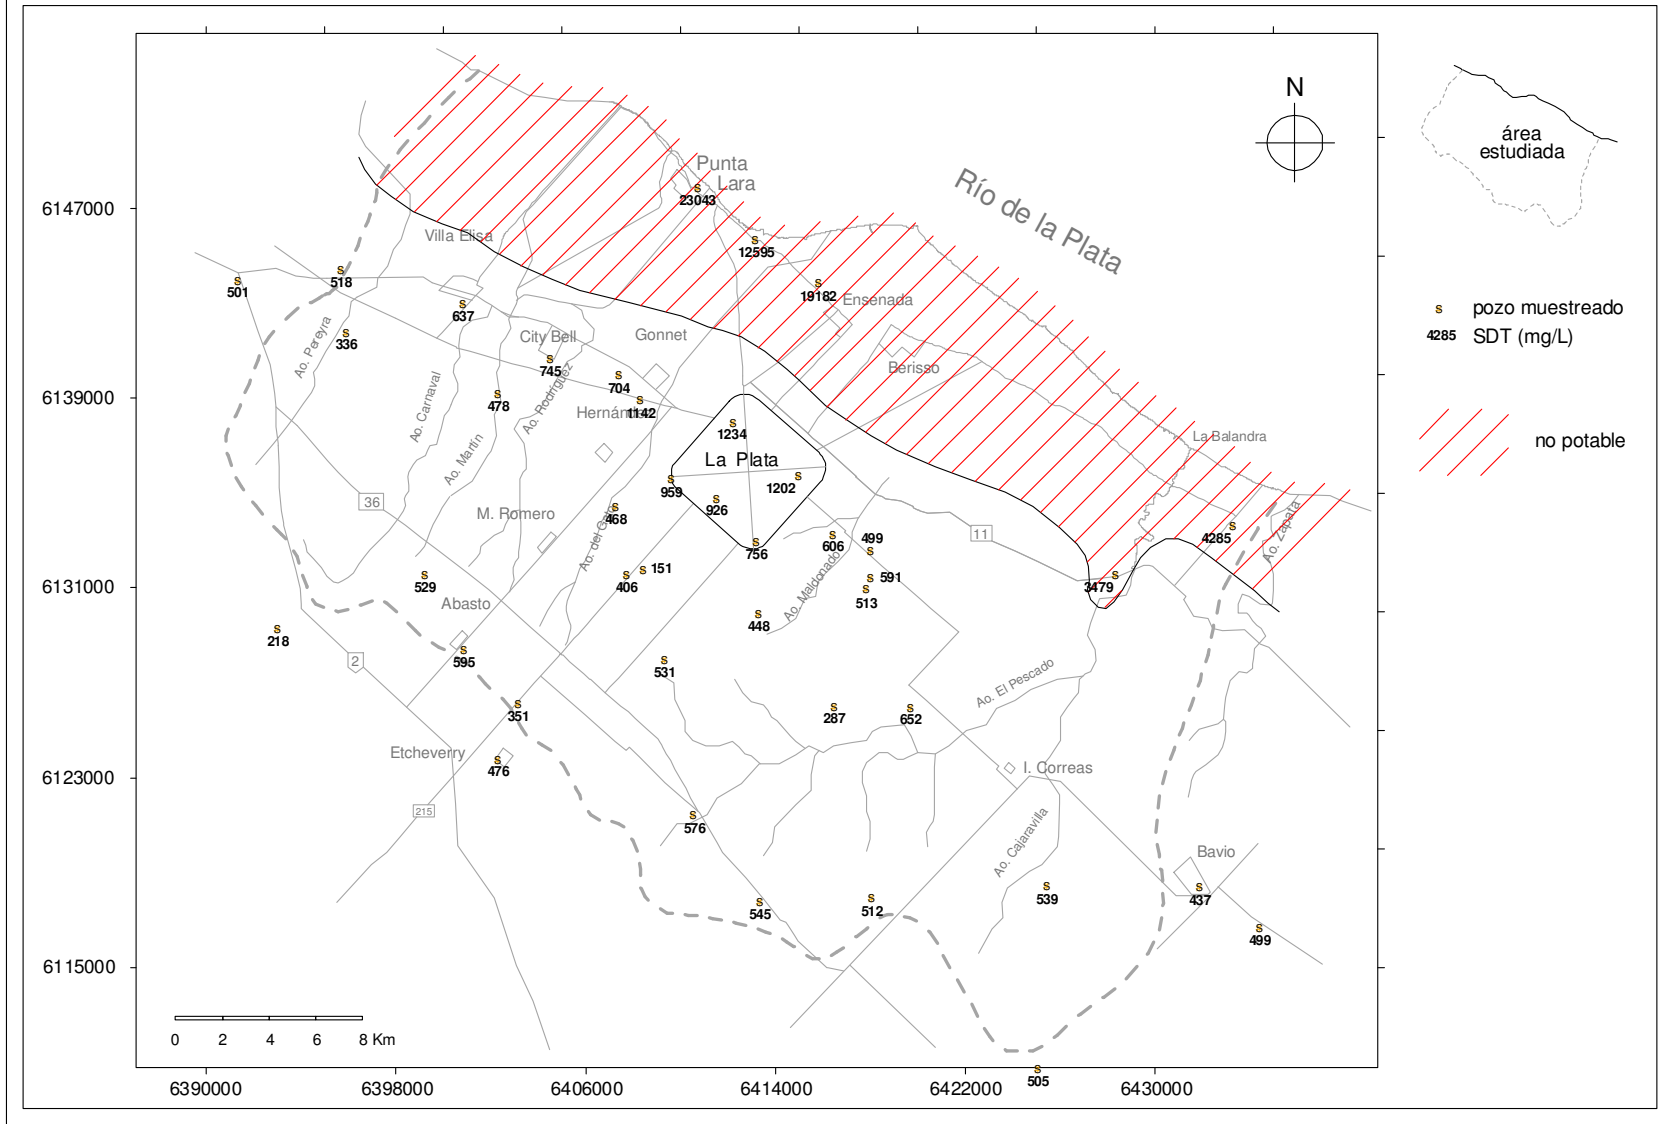 N
Punta
Lara
Río de la Plata
área
estudiada
23043
6147000
Villa Elisa
12595
518
501
19182
Ensenada
pozo muestreado
4285
SDT (mg/L)
637
336
City Bell
Gonnet
Ao. Pereyra
745
704
Berisso
6139000
478
Hernández
1142
Ao. Carnaval
Ao. Rodríguez
1234
La Balandra
no potable
Ao. Martín
La Plata
959
1202
36
926
468
M. Romero
Ao. del Gato
756
606
499
11
4285
Ao. Zapata
151
406
591
513
3479
6131000
529
Abasto
Ao. Maldonado
448
218
2
595
531
Ao. El Pescado
351
287
652
Etcheverry
476
I. Correas
6123000
215
576
Ao. Cajaravilla
Bavio
545
512
539
437
499
6115000
0 2 4 6 8 Km
505
6390000 6398000 6406000 6414000 6422000 6430000